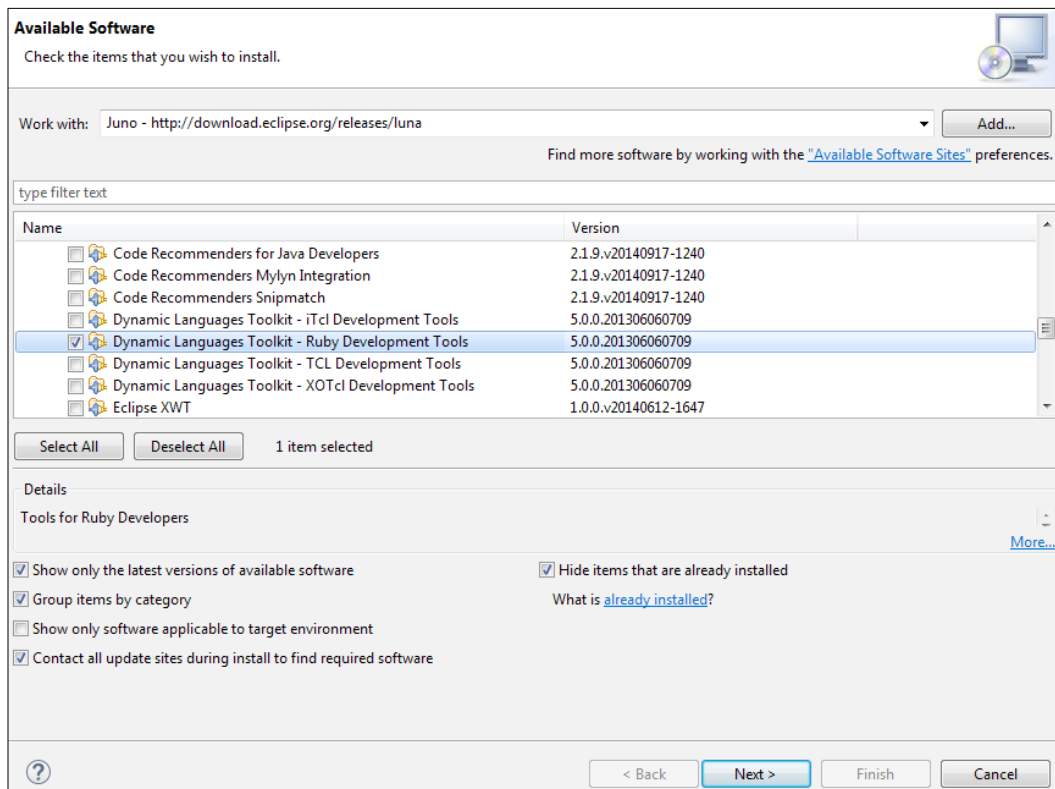 Available Software
Check the items that you wish to install.
Work with: Juno - http://download.eclipse.org/releases/luna Add...
Find more software by working with the "Available Software Sites" preferences.
type filter text
Name Version
Code Recommenders for Java Developers 2.1.9.v20140917-1240
Code Recommenders Mylyn Integration 2.1.9.v20140917-1240
Code Recommenders Snipmatch 2.1.9.v20140917-1240
Dynamic Languages Toolkit - iTcl Development Tools 5.0.0.201306060709
Dynamic Languages Toolkit - Ruby Development Tools 5.0.0.201306060709
Dynamic Languages Toolkit - TCL Development Tools 5.0.0.201306060709
Dynamic Languages Toolkit - XOTcl Development Tools 5.0.0.201306060709
Eclipse XWT 1.0.0.v20140612-1647
Select All Deselect All 1 item selected
Details
Tools for Ruby Developers
More...
Show only the latest versions of available software Hide items that are already installed
Group items by category What is already installed?
Show only software applicable to target environment
Contact all update sites during install to find required software
? < Back Next > Finish Cancel